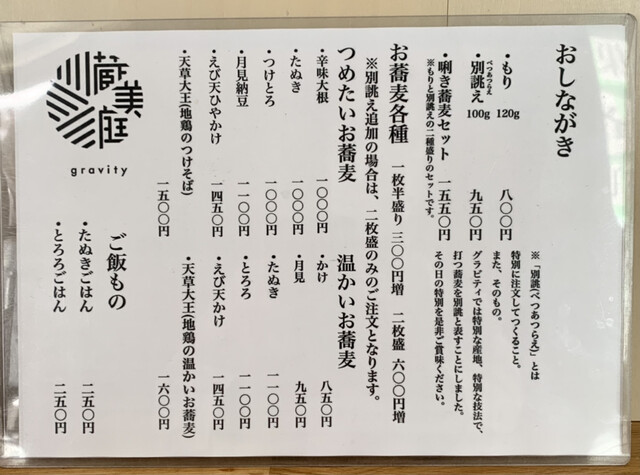 おしながき
・もり 120g 八〇〇円
・別誂え 100g 九五〇円
べつあつらえ
・唎き蕎麦セット 一五五〇円
※もりと別誂えの二種盛りのセットです。
※「別誂(べつあつらえ)」とは
特別に注文してつくること。
また、そのもの。
グラビティでは特別な産地、特別な技法で、
打つ蕎麦を別誂と表すことにしました。
その日の特別を是非ご賞味ください。
お蕎麦各種 一枚半盛り 三〇〇円増 二枚盛 六〇〇円増
※別誂え追加の場合は、二枚盛のみのご注文となります。
つめたいお蕎麦
・辛味大根 一〇〇〇円
・たぬき 一〇〇〇円
・つけとろ 一〇〇〇円
・月見納豆 一一〇〇円
・えび天ひやかけ 一四五〇円
・天草大王(地鶏のつけそば) 一五〇〇円
温かいお蕎麦
・かけ 八五〇円
・月見 九五〇円
・たぬき 一一〇〇円
・とろろ 一一〇〇円
・えび天かけ 一四五〇円
・天草大王(地鶏の温かいお蕎麦) 一六〇〇円
蔵美庭
gravity
ご飯もの
・たぬきごはん 二五〇円
・とろろごはん 二五〇円